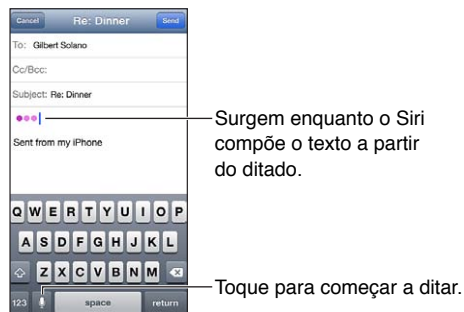 Cancel Re: Dinner Send
To: Gilbert Solano
Cc/Bcc:
Subject: Re: Dinner
Surgem enquanto o Siri
compõe o texto a partir
do ditado.
Sent from my iPhone
Q W E R T Y U I O P
A S D F G H J K L
Z X C V B N M
Toque para começar a ditar.
123 space return